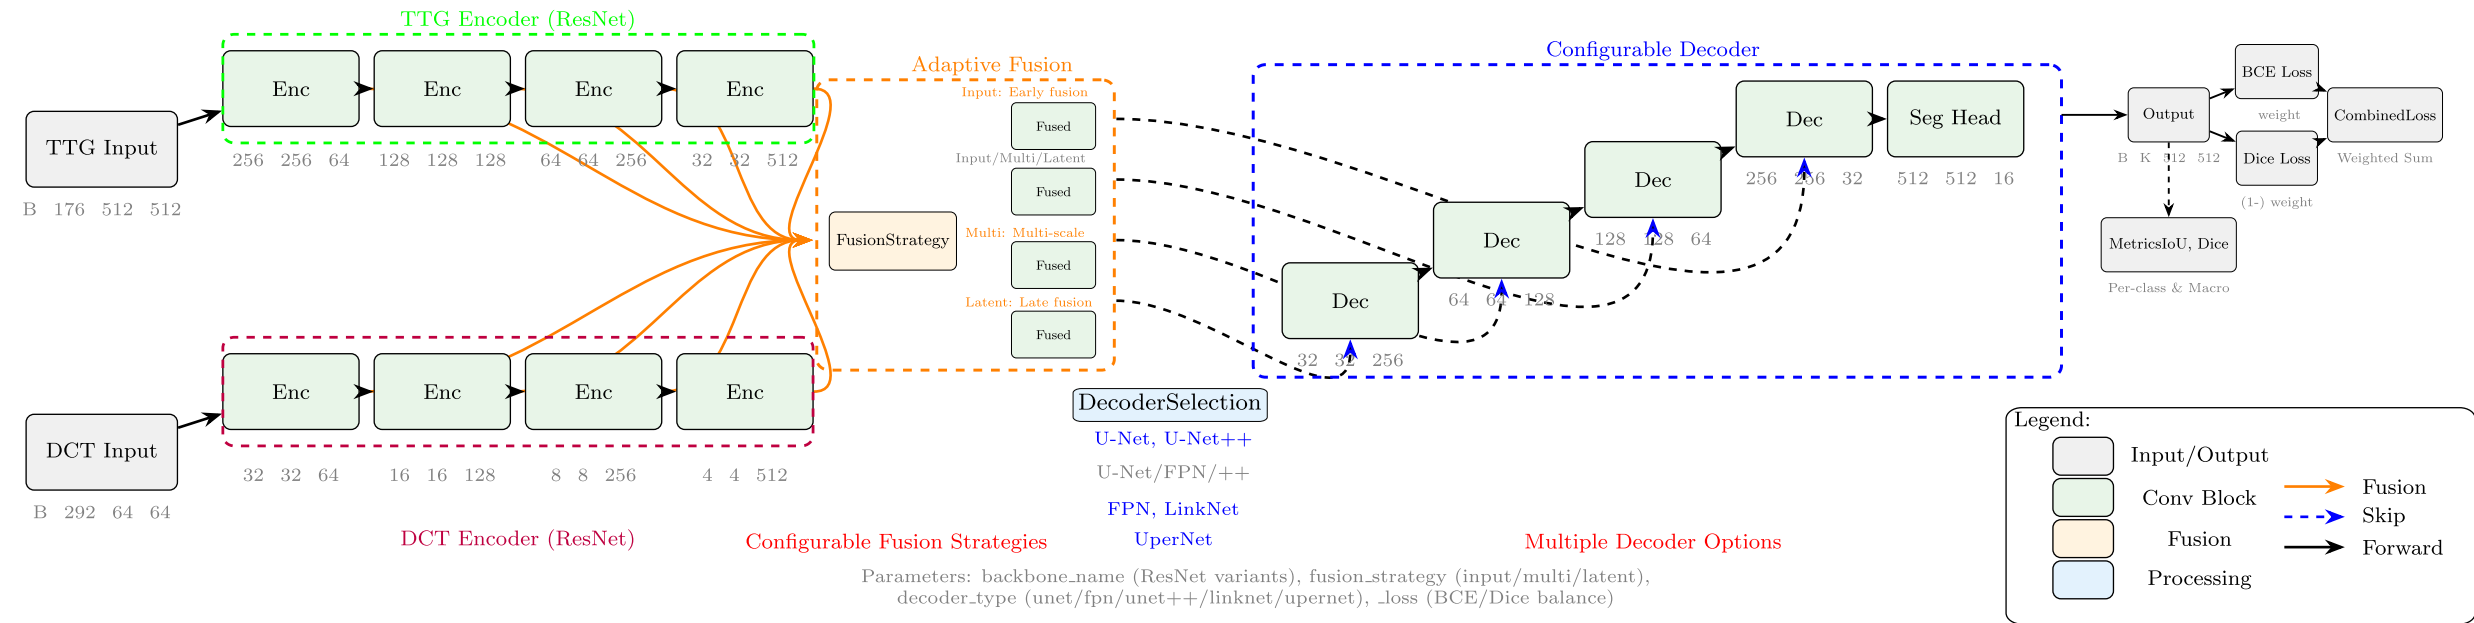 TTG Encoder (ResNet)
Enc
Enc
Enc
Enc
256 256 64
128 128 128
64 64 256
32 32 512
TTG Input
B 176 512 512
DCT Input
B 292 64 64
Enc
Enc
Enc
Enc
32 32 64
16 16 128
8 8 256
4 4 512
DCT Encoder (ResNet)
Adaptive Fusion
Input: Early fusion
Fused
Input/Multi/Latent
Fused
FusionStrategy
Multi: Multi-scale
Fused
Latent: Late fusion
Fused
Configurable Fusion Strategies
DecoderSelection
U-Net, U-Net++
U-Net/FPN/++
FPN, LinkNet
UperNet
Configurable Decoder
Dec
32 32 256
Dec
64 64 128
Dec
128 128 64
Dec
256 256 32
Seg Head
512 512 16
Multiple Decoder Options
Output
B K 512 512
BCE Loss
weight
Dice Loss
(1-) weight
CombinedLoss
Weighted Sum
MetricsIoU, Dice
Per-class & Macro
Legend:
Input/Output
Conv Block
Fusion
Processing
Fusion
Skip
Forward
Parameters: backbone_name (ResNet variants), fusion_strategy (input/multi/latent),
decoder_type (unet/fpn/unet++/linknet/upernet), _loss (BCE/Dice balance)